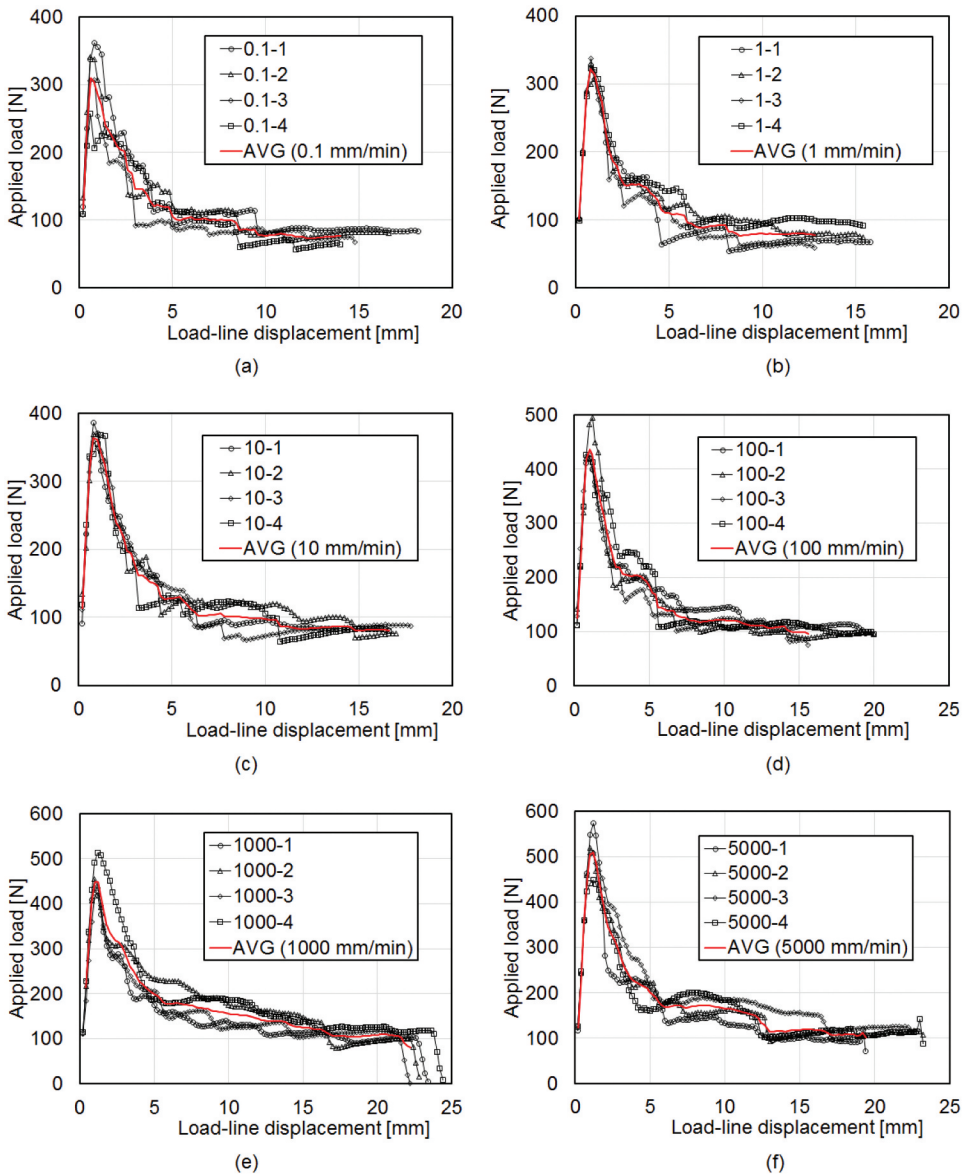 400
300
200
100
0
Applied load [N]
0.1-1
0.1-2
0.1-3
0.1-4
AVG (0.1 mm/min)
0 5 10 15 20
Load-line displacement [mm]
(a)
400
300
200
100
0
Applied load [N]
1-1
1-2
1-3
1-4
AVG (1 mm/min)
0 5 10 15 20
Load-line displacement [mm]
(b)
400
300
200
100
0
Applied load [N]
10-1
10-2
10-3
10-4
AVG (10 mm/min)
0 5 10 15 20
Load-line displacement [mm]
(c)
500
400
300
200
100
0
Applied load [N]
100-1
100-2
100-3
100-4
AVG (100 mm/min)
0 5 10 15 20 25
Load-line displacement [mm]
(d)
600
500
400
300
200
100
0
Applied load [N]
1000-1
1000-2
1000-3
1000-4
AVG (1000 mm/min)
0 5 10 15 20 25
Load-line displacement [mm]
(e)
600
500
400
300
200
100
0
Applied load [N]
5000-1
5000-2
5000-3
5000-4
AVG (5000 mm/min)
0 5 10 15 20 25
Load-line displacement [mm]
(f)